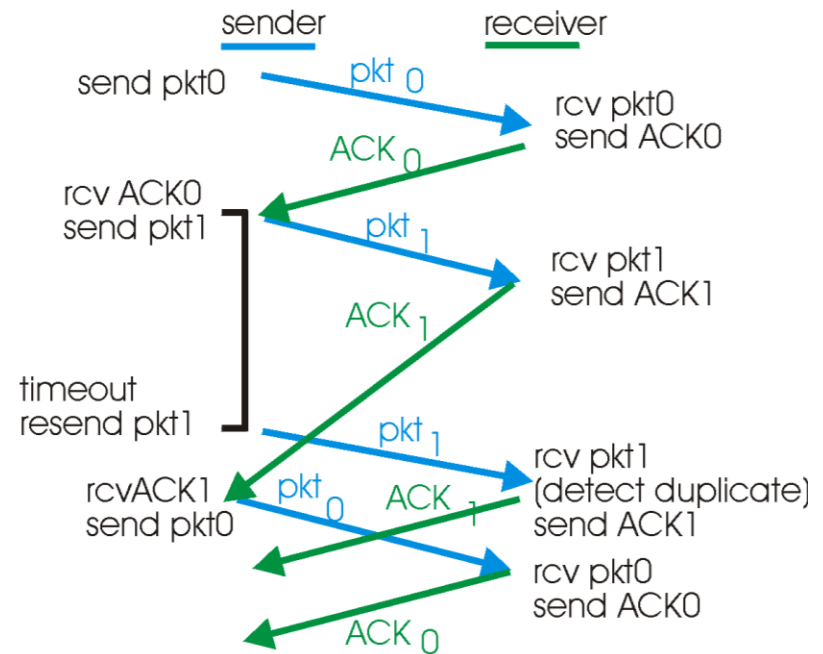 sender
receiver
send pkt0
pkt 0
rcv pkt0
send ACK0
ACK 0
rcv ACK0
send pkt1
pkt 1
rcv pkt1
send ACK1
ACK 1
timeout
resend pkt1
pkt 1
rcv pkt1
(detect duplicate)
send ACK1
rcvACK1
send pkt0
pkt 0
ACK 1
rcv pkt0
send ACK0
ACK 0